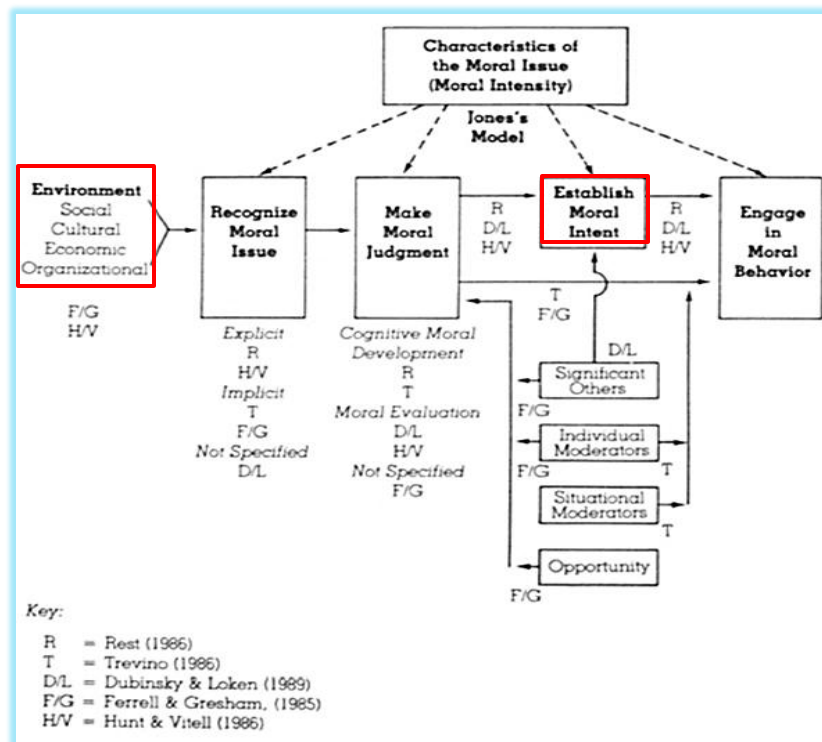 Characteristics of
the Moral Issue
(Moral Intensity)
Jones's
Model
Environment
Social
Cultural
Economic
Organizational
F/G
H/V
Recognize
Moral
Issue
Explicit
R
H/V
Implicit
T
F/G
Not Specified
D/L
Make
Moral
Judgment
Cognitive Moral
Development
R
T
Moral Evaluation
D/L
H/V
Not Specified
F/G
R
D/L
H/V
Establish
Moral
Intent
R
D/L
H/V
Engage
in
Moral
Behavior
T
F/G
D/L
Significant
Others
F/G
Individual
Moderators
F/G
T
Situational
Moderators
T
Opportunity
F/G
Key:
R = Rest (1986)
T = Trevino (1986)
D/L = Dubinsky & Loken (1989)
F/G = Ferrell & Gresham, (1985)
H/V = Hunt & Vitell (1986)